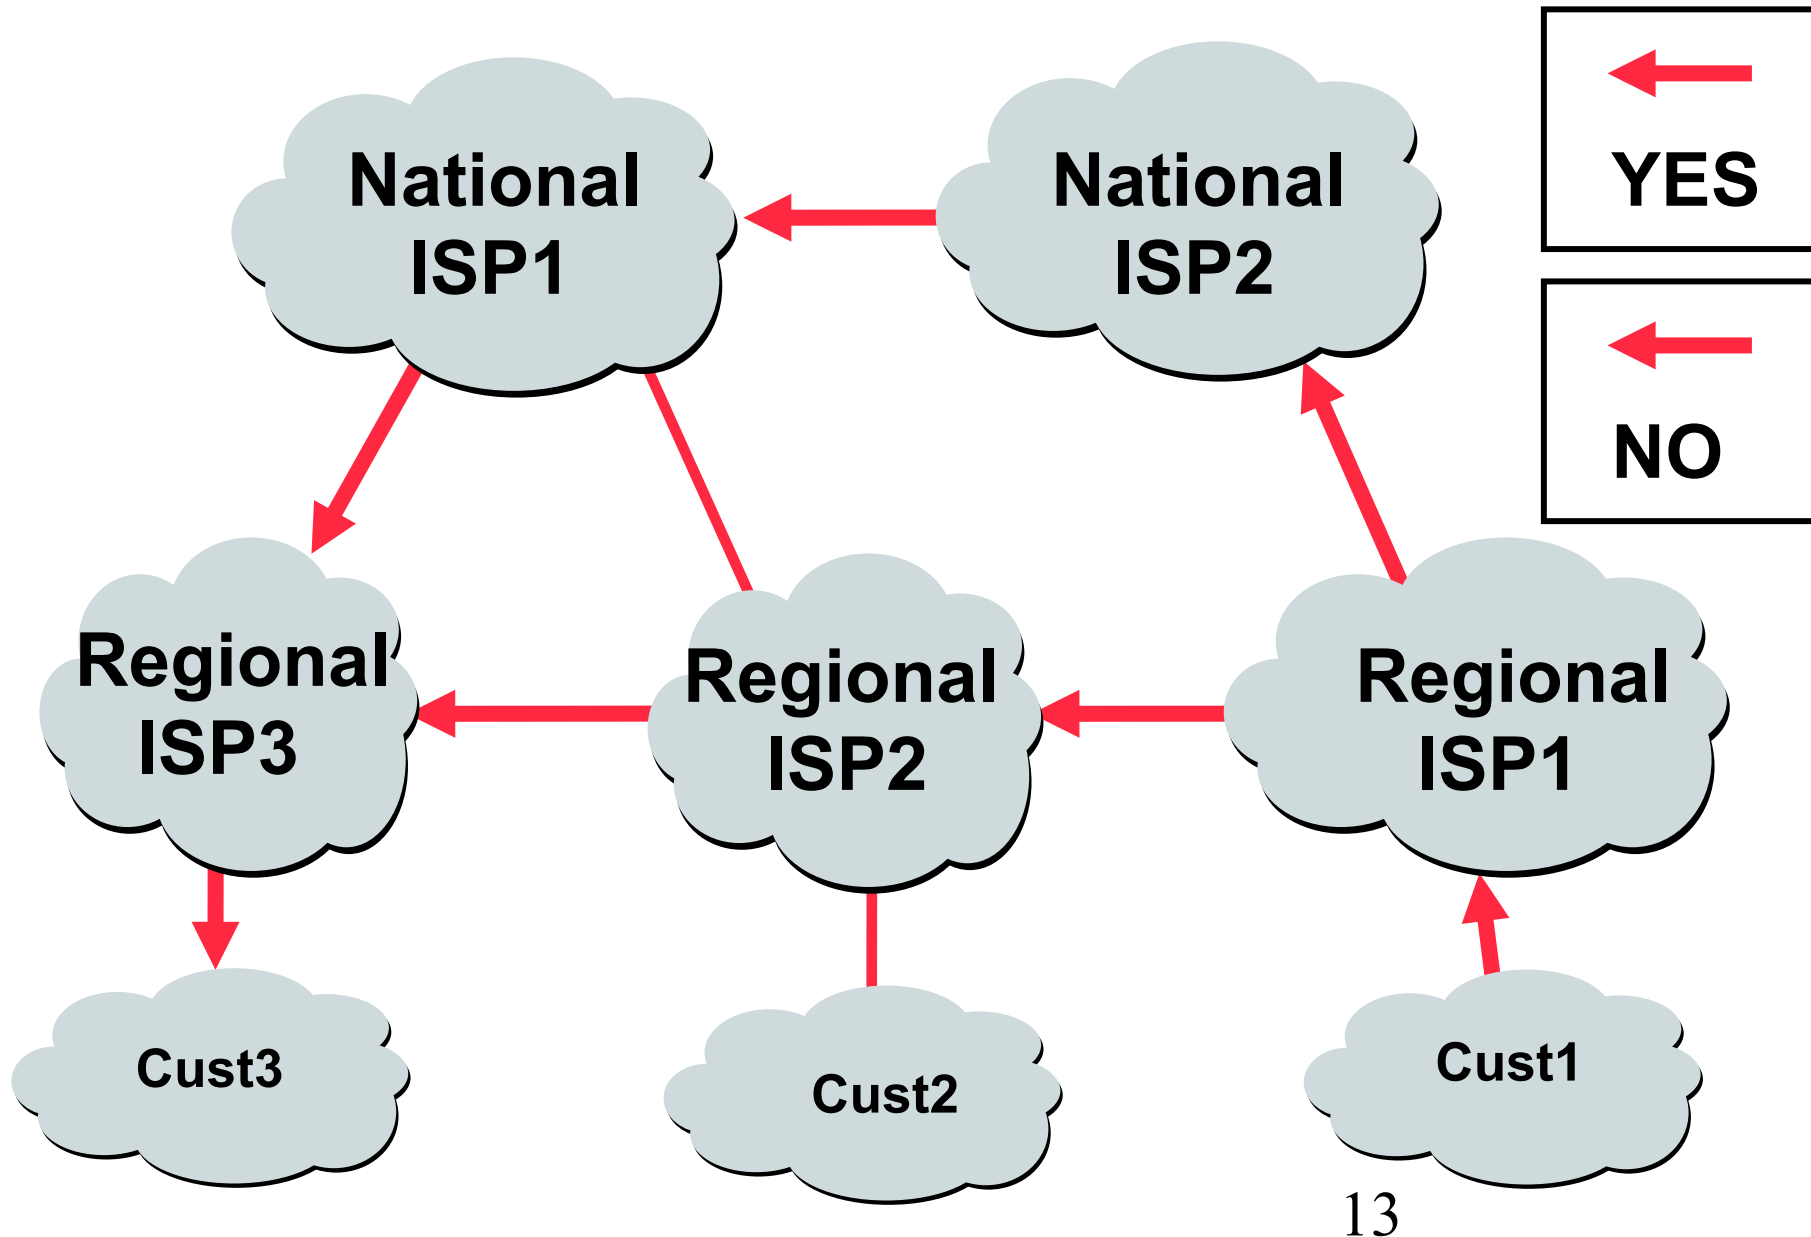 National
ISP1
National
ISP2
YES
NO
Regional
ISP3
Regional
ISP2
Regional
ISP1
Cust3
Cust2
Cust1
13